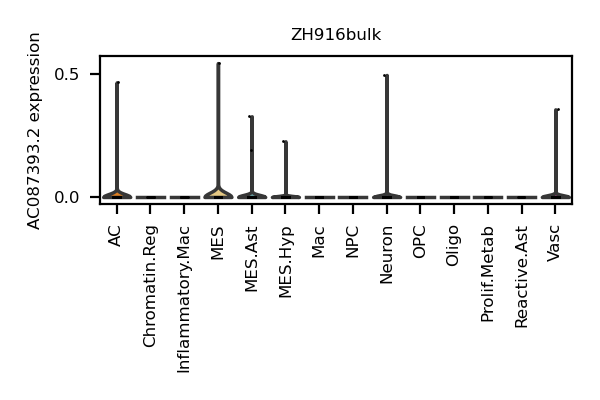 ZH916bulk
AC087393.2 expression
0.5
0.0
AC
Chromatin.Reg
Inflammatory.Mac
MES
MES.Ast
MES.Hyp
Mac
NPC
Neuron
OPC
Oligo
Prolif.Metab
Reactive.Ast
Vasc